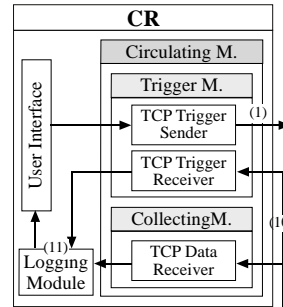 CR
Circulating M.
Trigger M.
User Interface
TCP Trigger
Sender
(1)
TCP Trigger
Receiver
CollectingM.
(11)
Logging
Module
TCP Data
Receiver